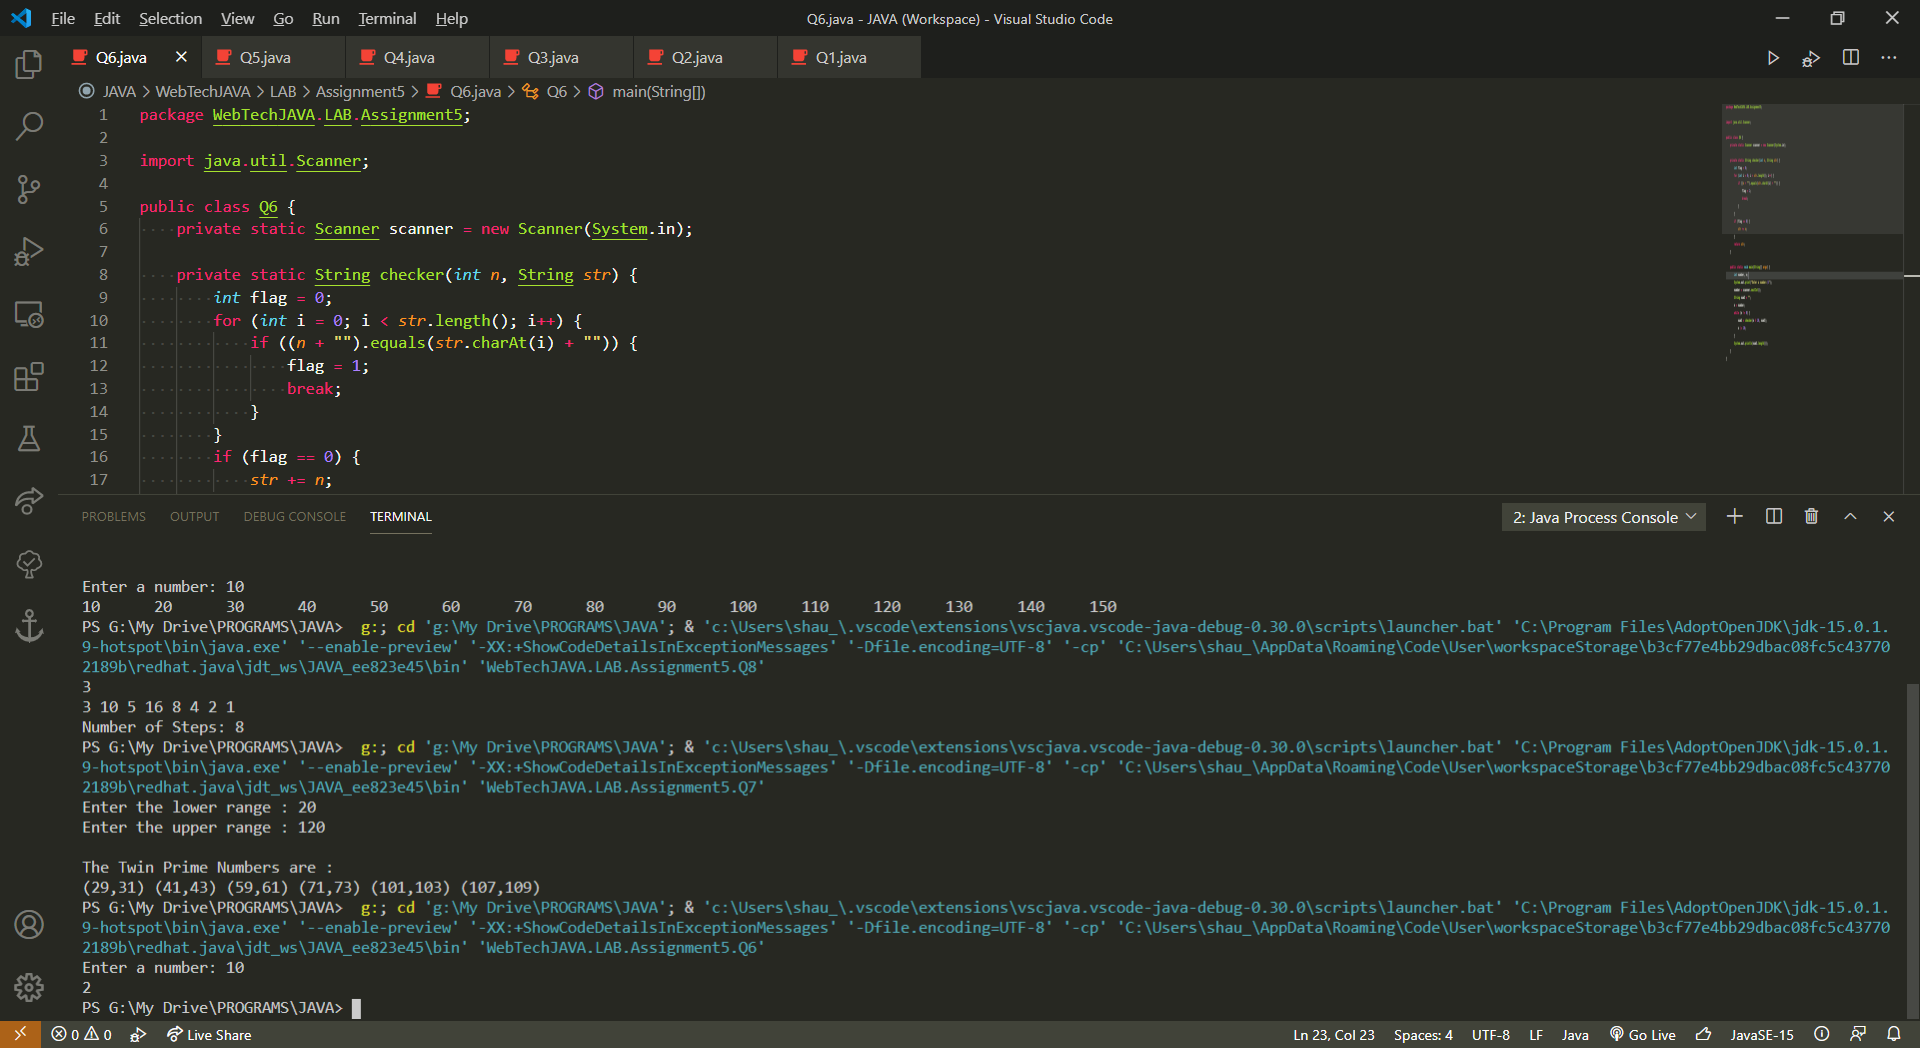 File Edit Selection View Go Run Terminal Help
Q6.java - JAVA (Workspace) - Visual Studio Code
Q6.java Q5.java Q4.java Q3.java Q2.java Q1.java
JAVA > WebTechJAVA > LAB > Assignment5 > Q6.java > Q6 > main(String[])
1 package WebTechJAVA.LAB.Assignment5;
2
3 import java.util.Scanner;
4
5 public class Q6 {
6 private static Scanner scanner = new Scanner(System.in);
7
8 private static String checker(int n, String str) {
9 int flag = 0;
10 for (int i = 0; i < str.length(); i++) {
11 if ((n + "").equals(str.charAt(i) + "")) {
12 flag = 1;
13 break;
14 }
15 }
16 if (flag == 0) {
17 str += n;
PROBLEMS OUTPUT DEBUG CONSOLE TERMINAL
2: Java Process Console
Enter a number: 10
10 20 30 40 50 60 70 80 90 100 110 120 130 140 150
PS G:\My Drive\PROGRAMS\JAVA> g:; cd 'g:\My Drive\PROGRAMS\JAVA'; & 'c:\Users\shau_\.vscode\extensions\vscjava.vscode-java-debug-0.30.0\scripts\launcher.bat' 'C:\Program Files\AdoptOpenJDK\jdk-15.0.1.
9-hotspot\bin\java.exe' '--enable-preview' '-XX:+ShowCodeDetailsInExceptionMessages' '-Dfile.encoding=UTF-8' '-cp' 'C:\Users\shau_\AppData\Roaming\Code\User\workspaceStorage\b3cf77e4bb29dbac08fc5c43770
2189b\redhat.java\jdt_ws\JAVA_ee823e45\bin' 'WebTechJAVA.LAB.Assignment5.Q8'
3
3 10 5 16 8 4 2 1
Number of Steps: 8
PS G:\My Drive\PROGRAMS\JAVA> g:; cd 'g:\My Drive\PROGRAMS\JAVA'; & 'c:\Users\shau_\.vscode\extensions\vscjava.vscode-java-debug-0.30.0\scripts\launcher.bat' 'C:\Program Files\AdoptOpenJDK\jdk-15.0.1.
9-hotspot\bin\java.exe' '--enable-preview' '-XX:+ShowCodeDetailsInExceptionMessages' '-Dfile.encoding=UTF-8' '-cp' 'C:\Users\shau_\AppData\Roaming\Code\User\workspaceStorage\b3cf77e4bb29dbac08fc5c43770
2189b\redhat.java\jdt_ws\JAVA_ee823e45\bin' 'WebTechJAVA.LAB.Assignment5.Q7'
Enter the lower range : 20
Enter the upper range : 120
The Twin Prime Numbers are :
(29,31) (41,43) (59,61) (71,73) (101,103) (107,109)
PS G:\My Drive\PROGRAMS\JAVA> g:; cd 'g:\My Drive\PROGRAMS\JAVA'; & 'c:\Users\shau_\.vscode\extensions\vscjava.vscode-java-debug-0.30.0\scripts\launcher.bat' 'C:\Program Files\AdoptOpenJDK\jdk-15.0.1.
9-hotspot\bin\java.exe' '--enable-preview' '-XX:+ShowCodeDetailsInExceptionMessages' '-Dfile.encoding=UTF-8' '-cp' 'C:\Users\shau_\AppData\Roaming\Code\User\workspaceStorage\b3cf77e4bb29dbac08fc5c43770
2189b\redhat.java\jdt_ws\JAVA_ee823e45\bin' 'WebTechJAVA.LAB.Assignment5.Q6'
Enter a number: 10
2
PS G:\My Drive\PROGRAMS\JAVA>
0 0 Live Share Ln 23, Col 23 Spaces: 4 UTF-8 LF Java Go Live JavaSE-15